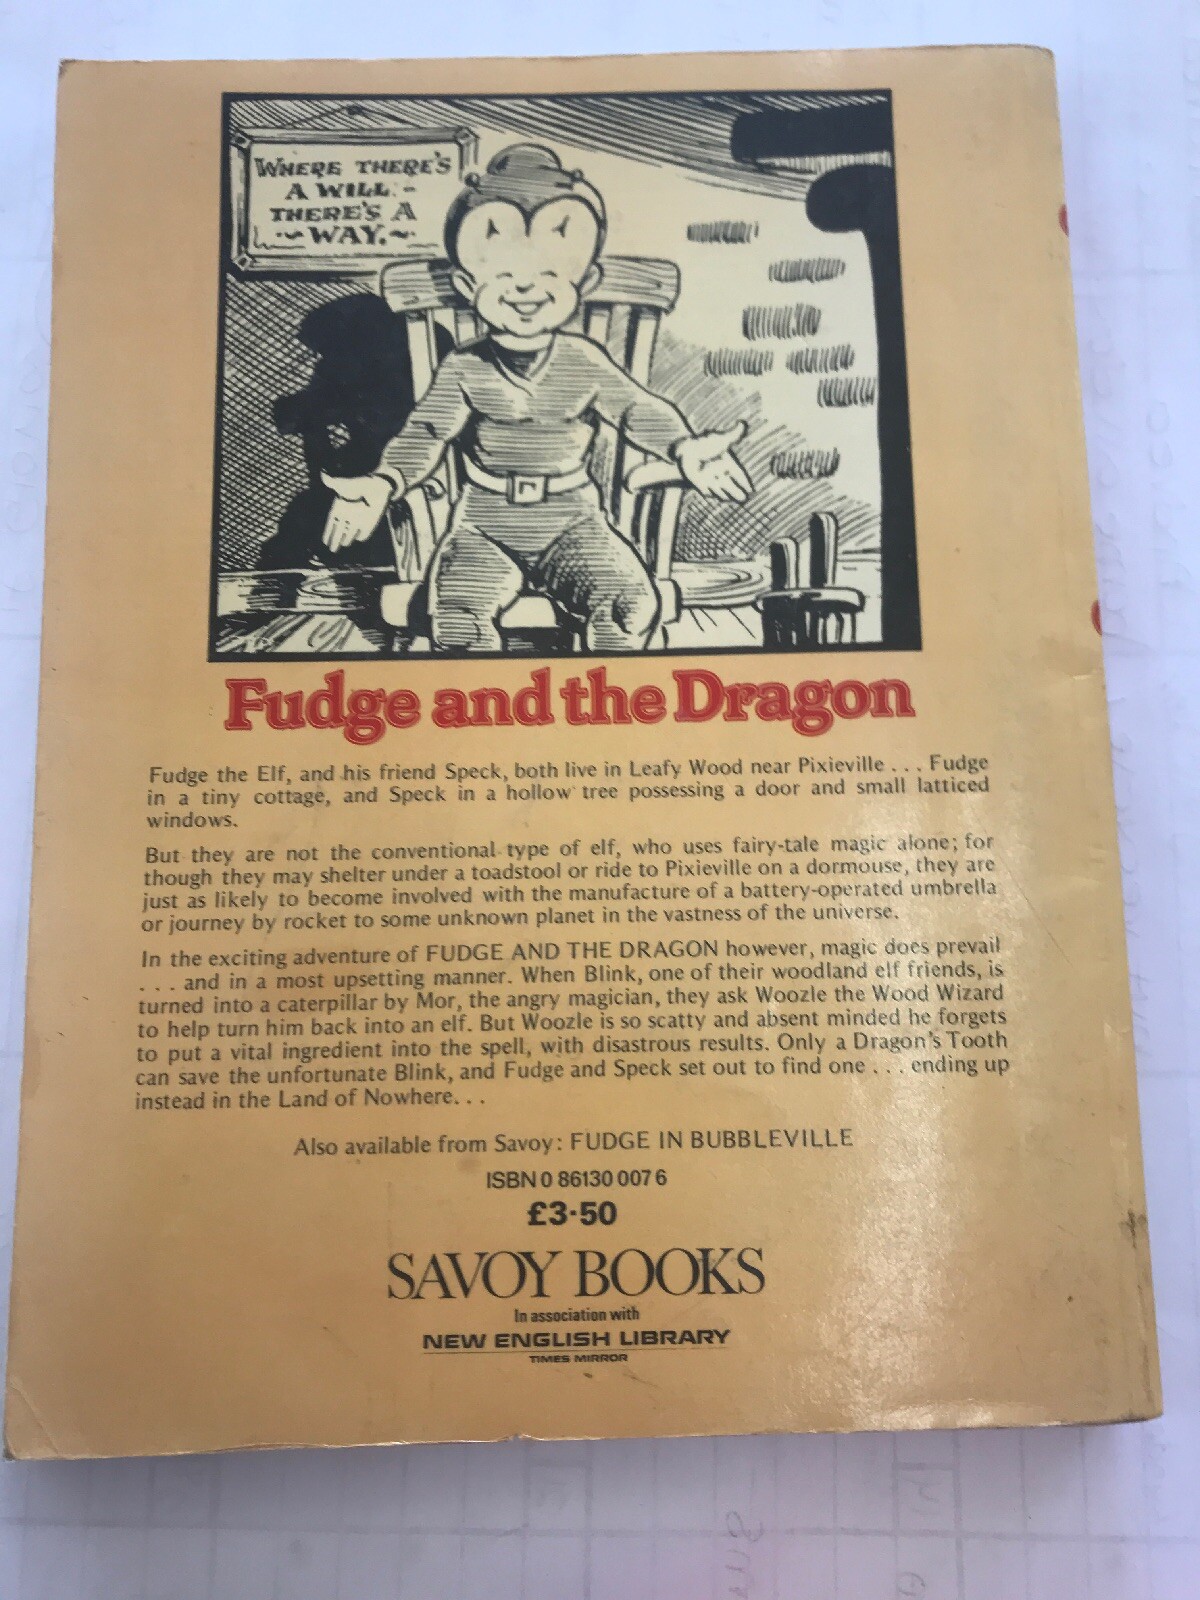 WHERE THERE'S
A WILL -
THERE'S A
~ WAY. ~
Fudge and the Dragon
Fudge the Elf, and his friend Speck, both live in Leafy Wood near Pixieville . . . Fudge
in a tiny cottage, and Speck in a hollow tree possessing a door and small latticed
windows.
But they are not the conventional type of elf, who uses fairy-tale magic alone; for
though they may shelter under a toadstool or ride to Pixieville on a dormouse, they are
just as likely to become involved with the manufacture of a battery-operated umbrella
or journey by rocket to some unknown planet in the vastness of the universe.
In the exciting adventure of FUDGE AND THE DRAGON however, magic does prevail
. . . and in a most upsetting manner. When Blink, one of their woodland elf friends, is
turned into a caterpillar by Mor, the angry magician, they ask Woozle the Wood Wizard
to help turn him back into an elf. But Woozle is so scatty and absent minded he forgets
to put a vital ingredient into the spell, with disastrous results. Only a Dragon's Tooth
can save the unfortunate Blink, and Fudge and Speck set out to find one . . . ending up
instead in the Land of Nowhere. . .
Also available from Savoy: FUDGE IN BUBBLEVILLE
ISBN 0 86130 007 6
£3·50
SAVOY BOOKS
In association with
NEW ENGLISH LIBRARY
TIMES MIRROR